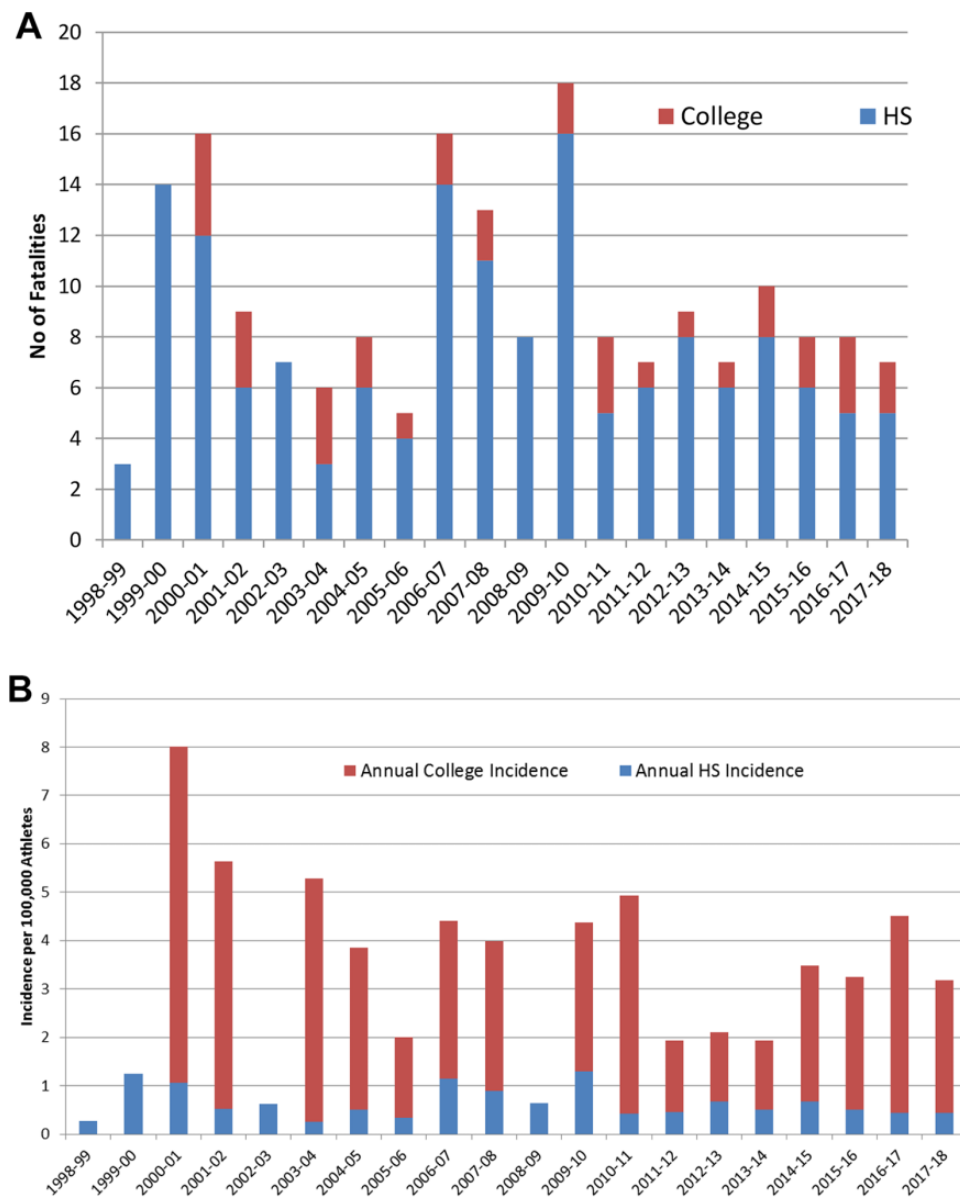 A
No of Fatalities
20
18
16
14
12
10
8
6
4
2
0
College HS
1998-99 1999-00 2000-01 2001-02 2002-03 2003-04 2004-05 2005-06 2006-07 2007-08 2008-09 2009-10 2010-11 2011-12 2012-13 2013-14 2014-15 2015-16 2016-17 2017-18
B
Incidence per 100,000 Athletes
9
8
7
6
5
4
3
2
1
0
Annual College Incidence Annual HS Incidence
1998-99 1999-00 2000-01 2001-02 2002-03 2003-04 2004-05 2005-06 2006-07 2007-08 2008-09 2009-10 2010-11 2011-12 2012-13 2013-14 2014-15 2015-16 2016-17 2017-18